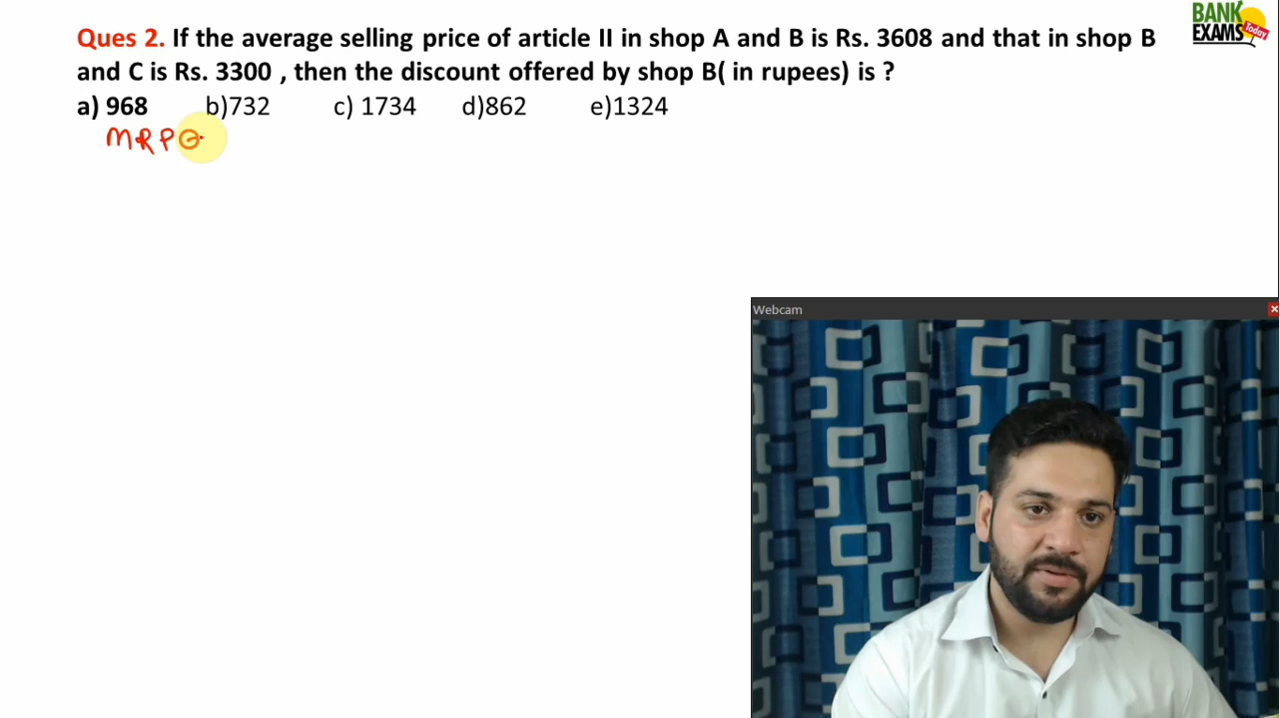 BANK
EXAMS Today
Ques 2. If the average selling price of article II in shop A and B is Rs. 3608 and that in shop B
and C is Rs. 3300 , then the discount offered by shop B( in rupees) is ?
a) 968 b)732 c) 1734 d)862 e)1324
MRP
Webcam